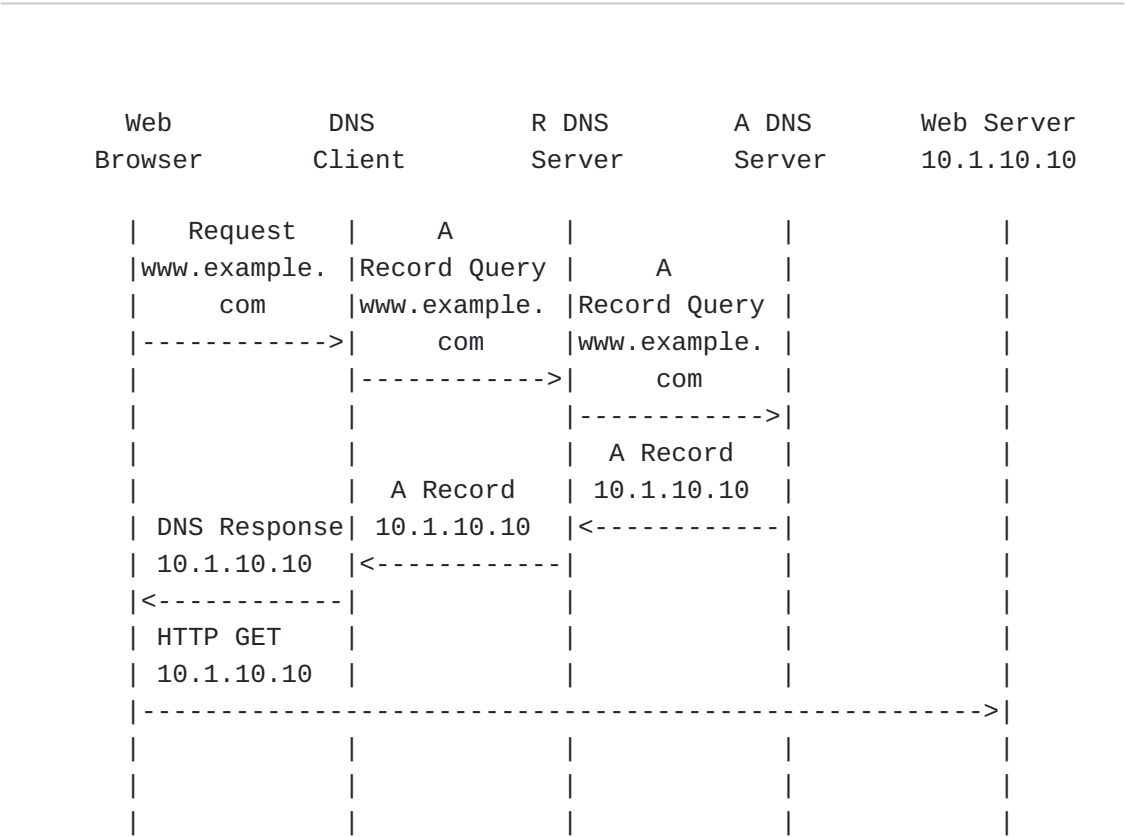 Web          DNS          R DNS        A DNS       Web Server
     Browser       Client        Server       Server      10.1.10.10

       |   Request   |     A       |             |             |
       |www.example. |Record Query |     A       |             |
       |     com     |www.example. |Record Query |             |
       |------------>|     com     |www.example. |             |
       |             |------------>|     com     |             |
       |             |             |------------>|             |
       |             |             |  A Record   |             |
       |             |  A Record   | 10.1.10.10  |             |
       | DNS Response| 10.1.10.10  |<------------|             |
       | 10.1.10.10  |<------------|             |             |
       |<------------|             |             |             |
       | HTTP GET    |             |             |             |
       | 10.1.10.10  |             |             |             |
       |------------------------------------------------------>|
       |             |             |             |             |
       |             |             |             |             |
       |             |             |             |             |